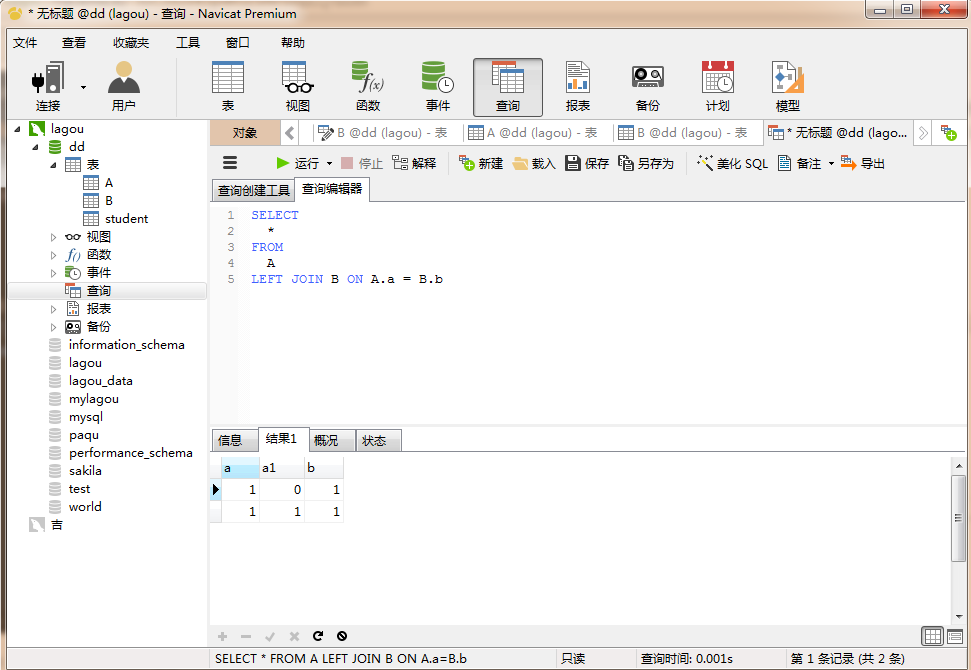 * 无标题 @dd (lagou) - 查询 - Navicat Premium
文件 查看 收藏夹 工具 窗口 帮助
连接 用户 表 视图 函数 事件 查询 报表 备份 计划 模型
lagou
dd
表
A
B
student
视图
函数
事件
查询
报表
备份
information_schema
lagou
lagou_data
mylagou
mysql
paqu
performance_schema
sakila
test
world
吉
对象 B @dd (lagou) - 表 A @dd (lagou) - 表 B @dd (lagou) - 表 * 无标题 @dd (lago...
运行 停止 解释 新建 载入 保存 另存为 美化 SQL 备注 导出
查询创建工具 查询编辑器
1 SELECT
2 *
3 FROM
4 A
5 LEFT JOIN B ON A.a = B.b
信息 结果1 概况 状态
a a1 b
1 0 1
1 1 1
SELECT * FROM A LEFT JOIN B ON A.a=B.b 只读 查询时间: 0.001s 第 1 条记录 (共 2 条)